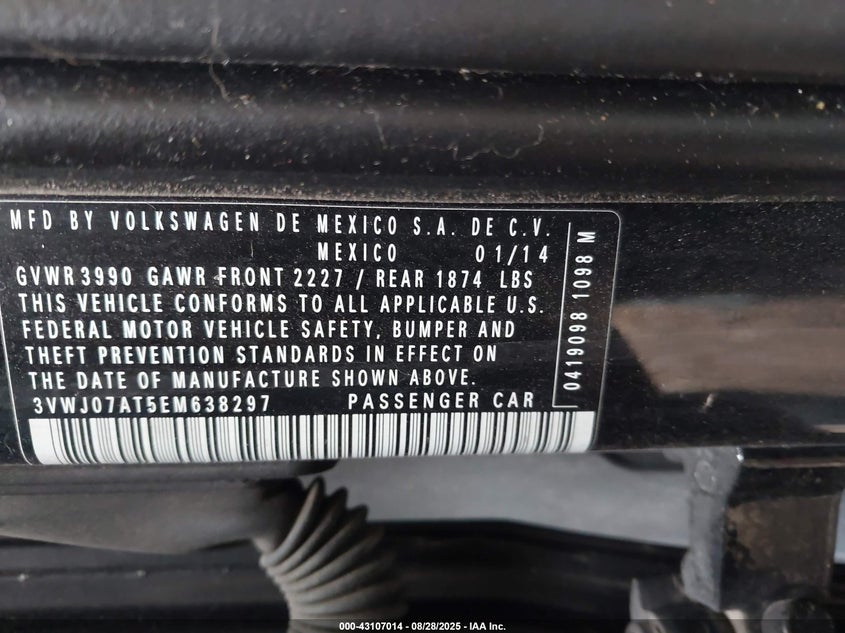 MFD BY VOLKSWAGEN DE MEXICO S.A. DE C.V.
MEXICO 01/14
GVWR 3990 GAWR FRONT 2227 / REAR 1874 LBS
THIS VEHICLE CONFORMS TO ALL APPLICABLE U.S.
FEDERAL MOTOR VEHICLE SAFETY, BUMPER AND
THEFT PREVENTION STANDARDS IN EFFECT ON
THE DATE OF MANUFACTURE SHOWN ABOVE.
3VWJ07AT5EM638297 PASSENGER CAR
0419098 1098 M
000-43107014 - 08/28/2025 - IAA Inc.